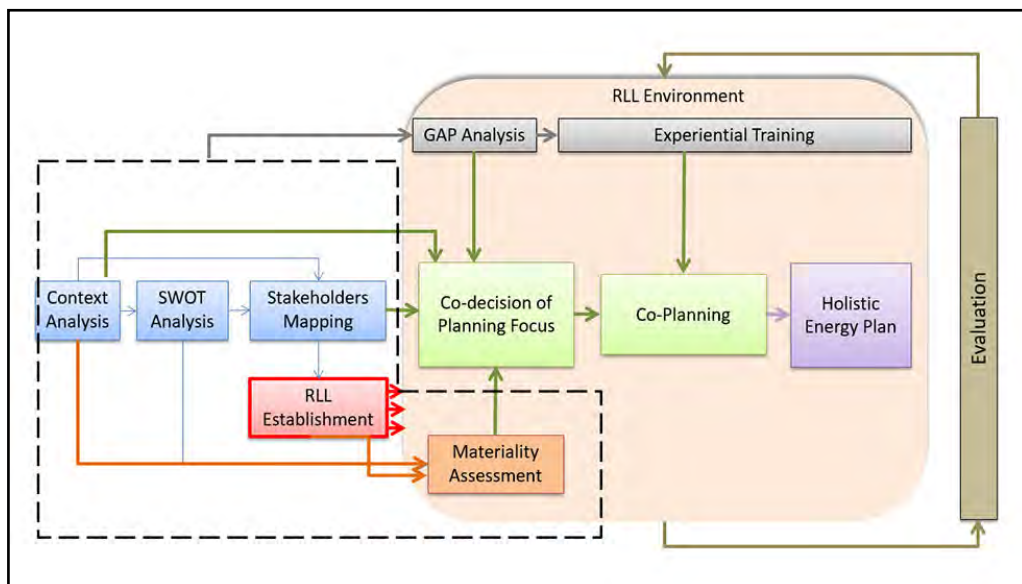 RLL Environment
GAP Analysis
Experiential Training
Context
Analysis
SWOT
Analysis
Stakeholders
Mapping
Co-decision of
Planning Focus
Co-Planning
Holistic
Energy Plan
RLL
Establishment
Materiality
Assessment
Evaluation